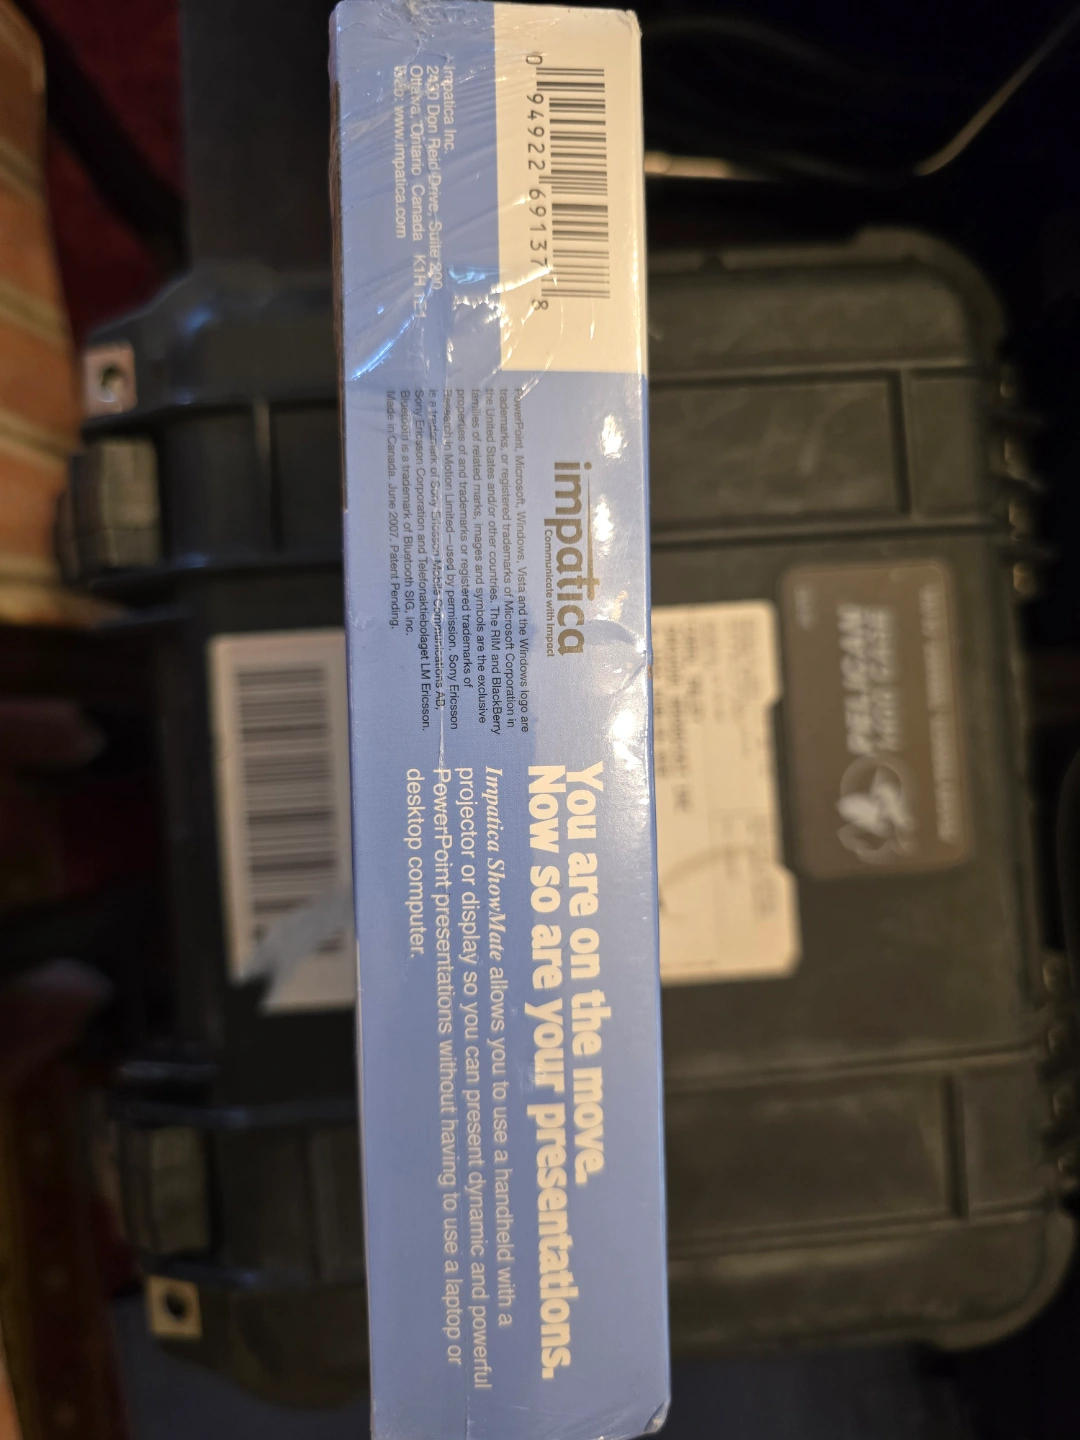 You are on the move.
Now so are your presentations.
Impatica ShowMate allows you to use a handheld with a
projector or display so you can present dynamic and powerful
PowerPoint presentations without having to use a laptop or
desktop computer.
impatica
Communicate with Impact
PowerPoint, Microsoft, Windows, Vista and the Windows logo are
trademarks, or registered trademarks of Microsoft Corporation in
the United States and/or other countries. The RIM and BlackBerry
families of related marks, images and symbols are the exclusive
properties of and trademarks or registered trademarks of
Research In Motion Limited—used by permission. Sony Ericsson
is a trademark of Sony Ericsson Mobile Communications AB.
Sony Ericsson Corporation and Telefonaktiebolaget LM Ericsson.
Bluetooth is a trademark of Bluetooth SIG, Inc.
Made in Canada. June 2007. Patent Pending.
0 94922 69137 8
Impatica Inc.
2430 Don Reid Drive, Suite 200
Ottawa, Ontario Canada K1H
Web: www.impatica.com
PELICAN